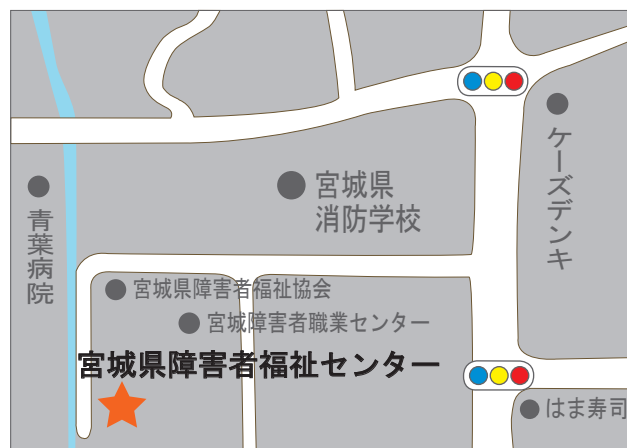 ケーズデンキ
宮城県
消防学校
青葉病院
宮城県障害者福祉協会
宮城障害者職業センター
宮城県障害者福祉センター
はま寿司